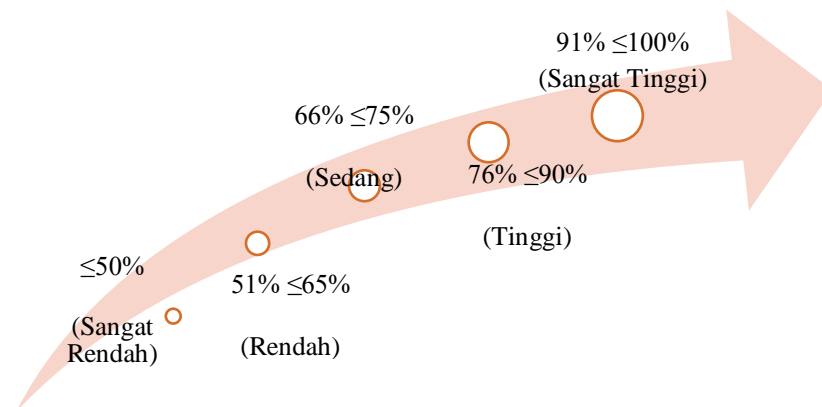 ≤50%
(Sangat
Rendah)
51% ≤65%
(Rendah)
66% ≤75%
(Sedang)
76% ≤90%
(Tinggi)
91% ≤100%
(Sangat Tinggi)